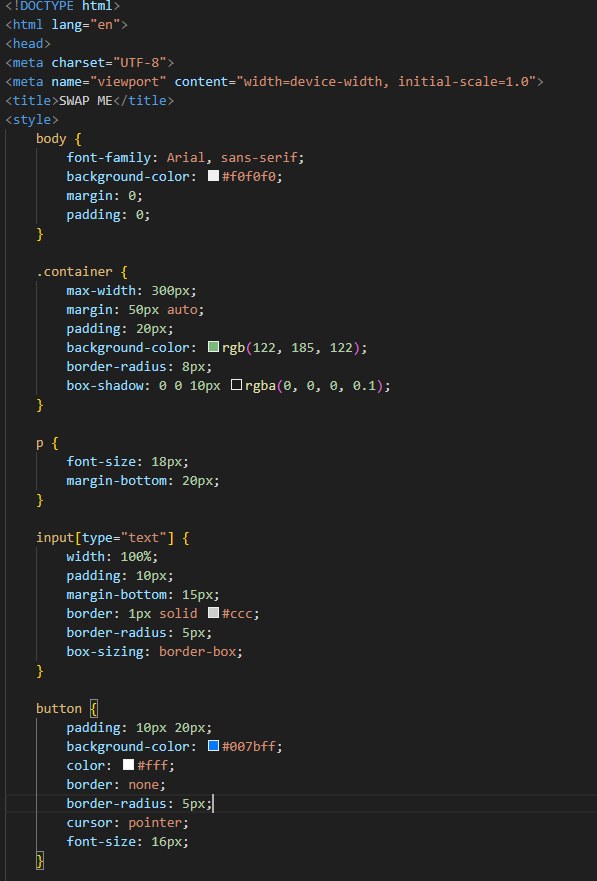 <!DOCTYPE html>
<html lang="en">
<head>
<meta charset="UTF-8">
<meta name="viewport" content="width=device-width, initial-scale=1.0">
<title>SWAP ME</title>
<style>
    body {
        font-family: Arial, sans-serif;
        background-color: #f0f0f0;
        margin: 0;
        padding: 0;
    }

    .container {
        max-width: 300px;
        margin: 50px auto;
        padding: 20px;
        background-color: rgb(122, 185, 122);
        border-radius: 8px;
        box-shadow: 0 0 10px rgba(0, 0, 0, 0.1);
    }

    p {
        font-size: 18px;
        margin-bottom: 20px;
    }

    input[type="text"] {
        width: 100%;
        padding: 10px;
        margin-bottom: 15px;
        border: 1px solid #ccc;
        border-radius: 5px;
        box-sizing: border-box;
    }

    button {
        padding: 10px 20px;
        background-color: #007bff;
        color: #fff;
        border: none;
        border-radius: 5px;
        cursor: pointer;
        font-size: 16px;
    }